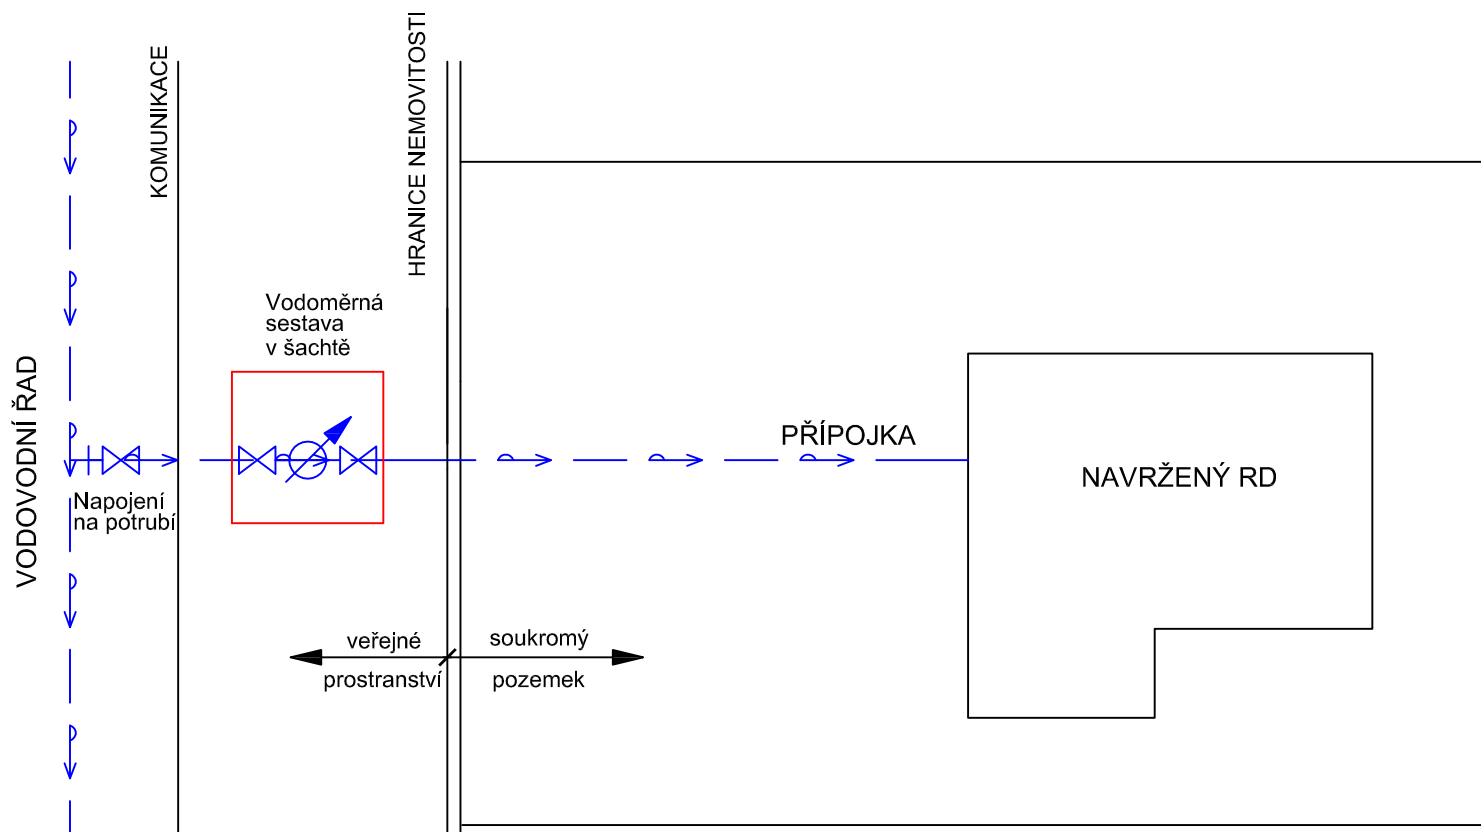 KOMUNIKACE
HRANICE NEMOVITOSTI
Vodoměrná
sestava
v šachtě
VODOVODNÍ ŘAD
PŘÍPOJKA
NAVRŽENÝ RD
Napojení
na potrubí
veřejné
prostranství
soukromý
pozemek